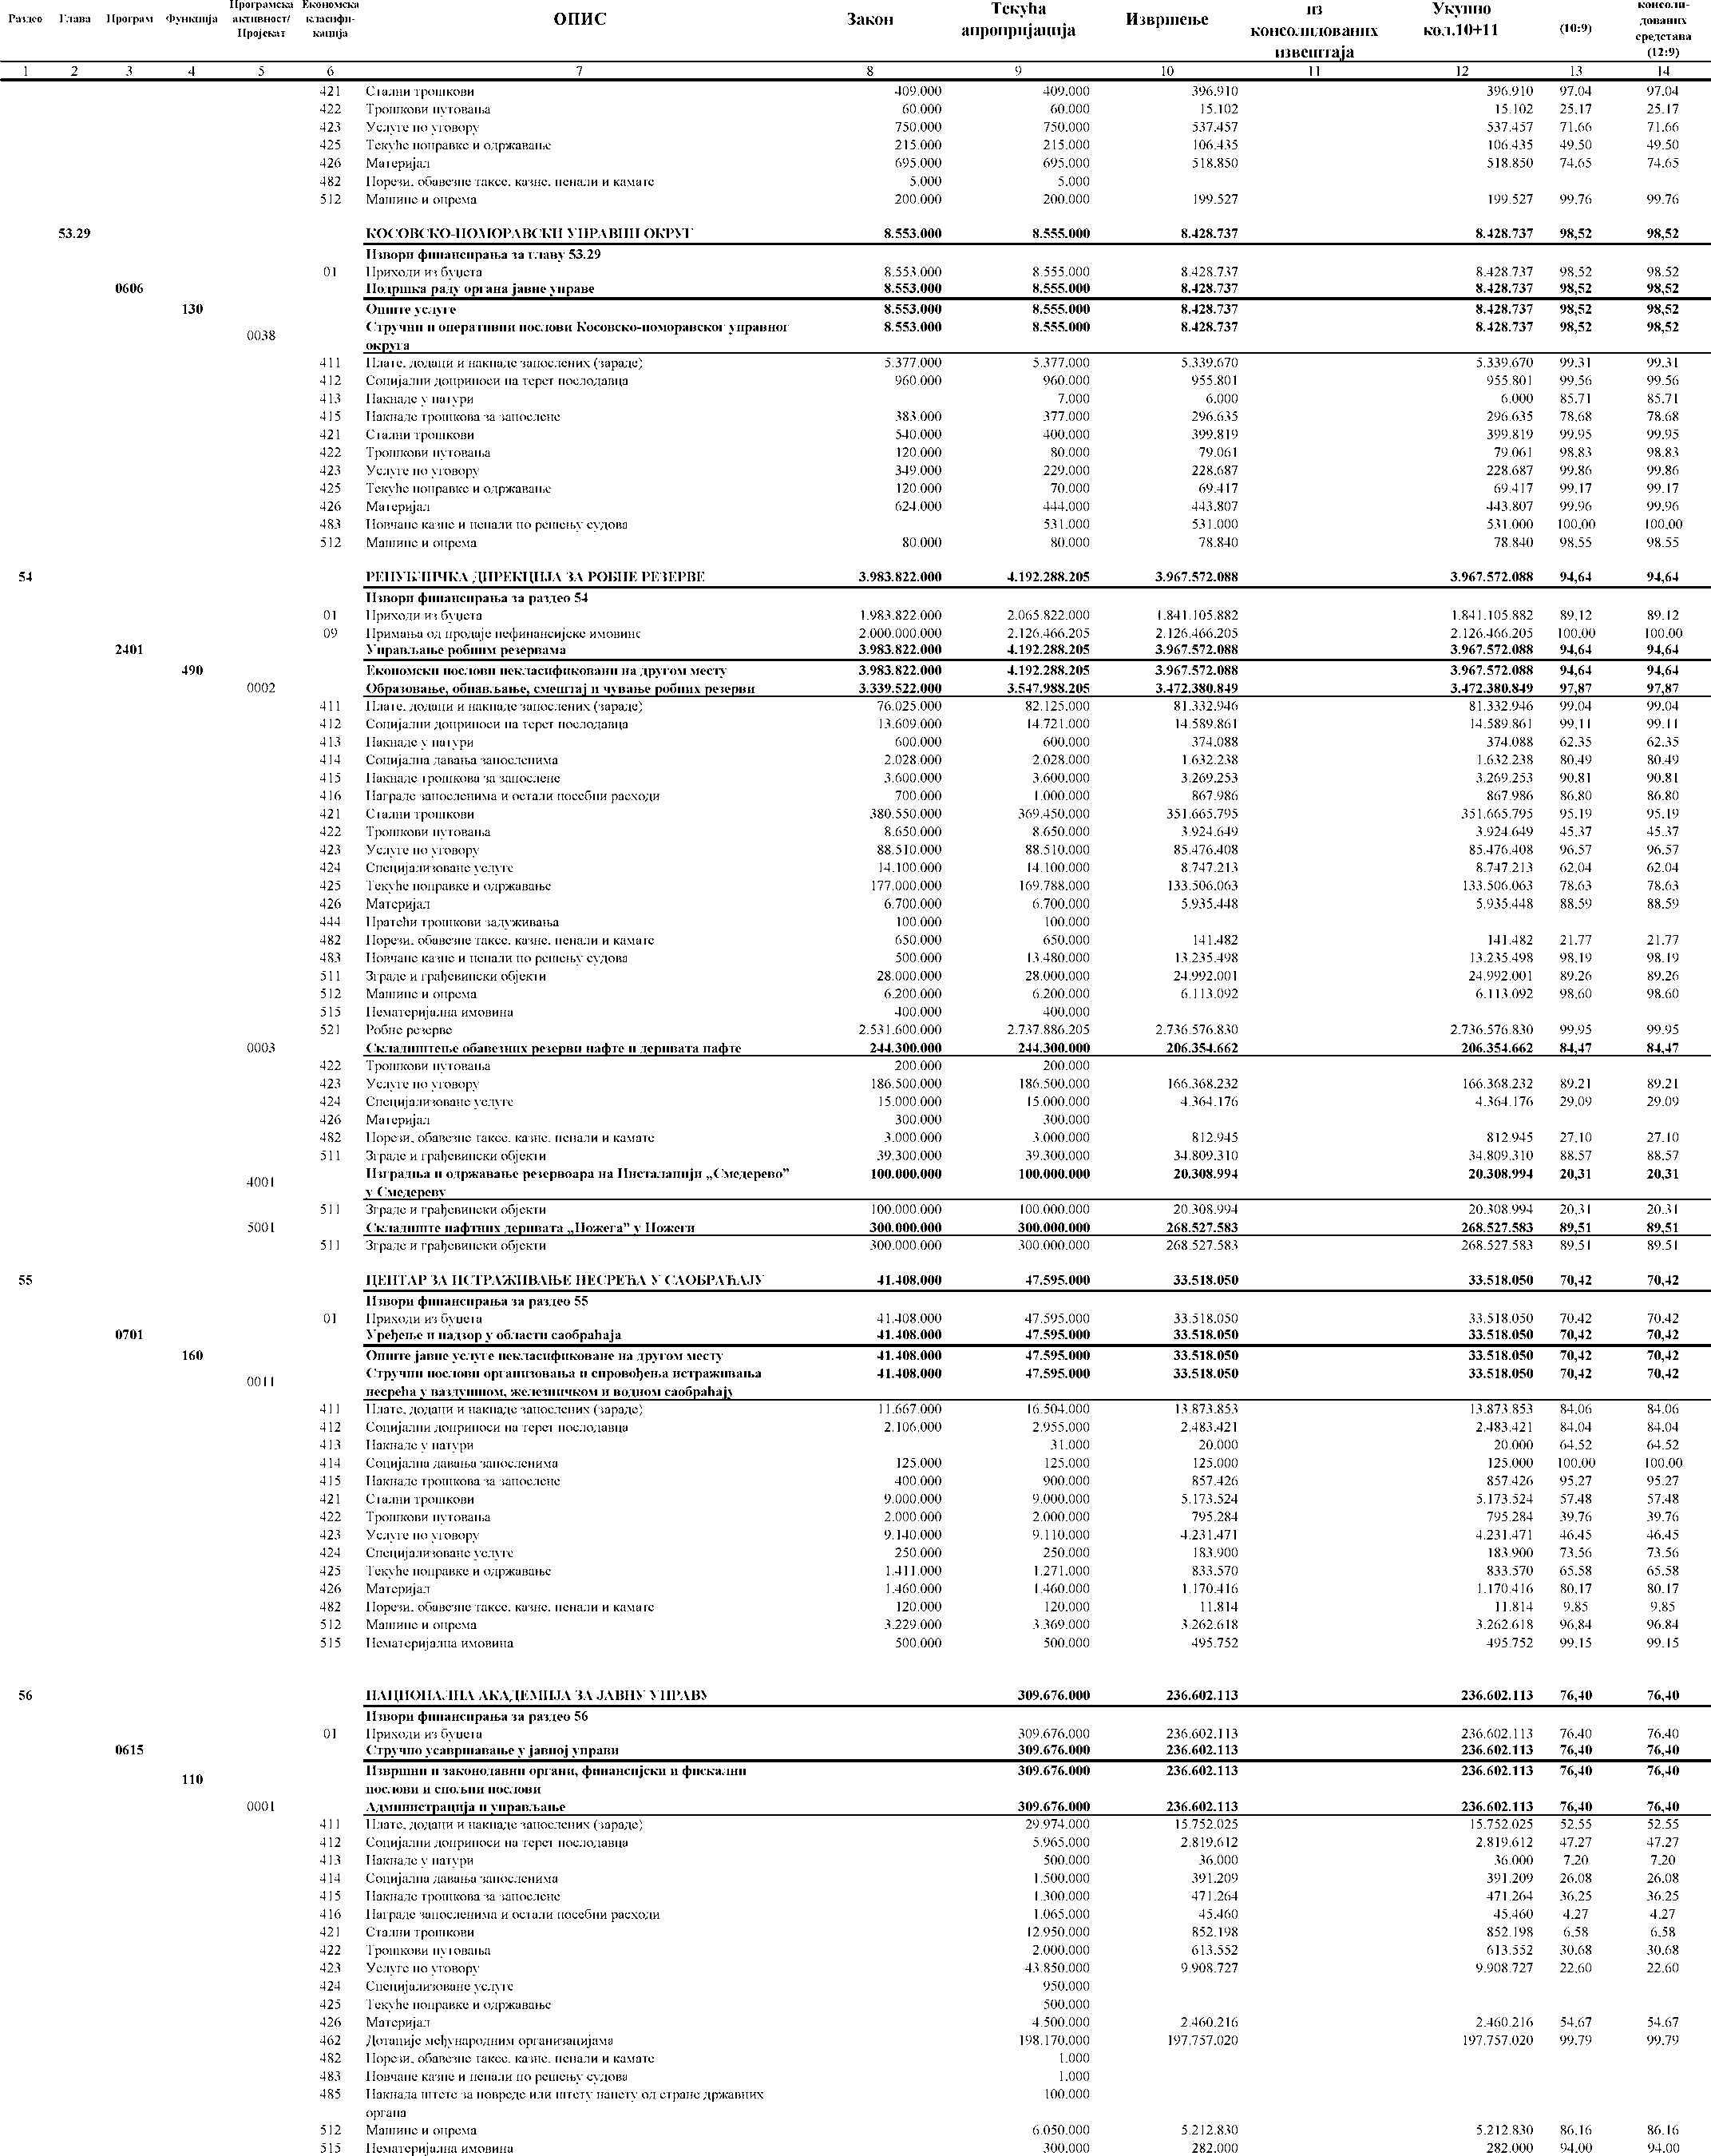 Раздео Глава Програм Функција Програмска активност/ Пројекат Економска класифи-кација ОПИС Закон Текућа апропријација Извршење из консолидованих извештаја Укупно кол.10+11 (10:9) консоли-дованих средстава (12:9)
1 2 3 4 5 6 7 8 9 10 11 12 13 14
421 Стални трошкови 409.000 409.000 396.910 396.910 97,04 97,04
422 Трошкови путовања 60.000 60.000 15.102 15.102 25,17 25,17
423 Услуге по уговору 750.000 750.000 537.457 537.457 71,66 71,66
425 Текуће поправке и одржавање 215.000 215.000 106.435 106.435 49,50 49,50
426 Материјал 695.000 695.000 518.850 518.850 74,65 74,65
482 Порези, обавезне таксе, казне, пенали и камате 5.000 5.000
512 Машине и опрема 200.000 200.000 199.527 199.527 99,76 99,76
53.29 КОСОВСКО-ПОМОРАВСКИ УПРАВНИ ОКРУГ 8.553.000 8.555.000 8.428.737 8.428.737 98,52 98,52
Извори финансирања за главу 53.29
01 Приходи из буџета 8.553.000 8.555.000 8.428.737 8.428.737 98,52 98,52
0606 Подршка раду органа јавне управе 8.553.000 8.555.000 8.428.737 8.428.737 98,52 98,52
130 Опште услуге 8.553.000 8.555.000 8.428.737 8.428.737 98,52 98,52
0038 Стручни и оперативни послови Косовско-поморавског управног 8.553.000 8.555.000 8.428.737 8.428.737 98,52 98,52
округа
411 Плате, додаци и накнаде запослених (зараде) 5.377.000 5.377.000 5.339.670 5.339.670 99,31 99,31
412 Социјални доприноси на терет послодавца 960.000 960.000 955.801 955.801 99,56 99,56
413 Накнаде у натури 7.000 6.000 6.000 85,71 85,71
415 Накнаде трошкова за запослене 383.000 377.000 296.635 296.635 78,68 78,68
421 Стални трошкови 540.000 400.000 399.819 399.819 99,95 99,95
422 Трошкови путовања 120.000 80.000 79.061 79.061 98,83 98,83
423 Услуге по уговору 349.000 229.000 228.687 228.687 99,86 99,86
425 Текуће поправке и одржавање 120.000 70.000 69.417 69.417 99,17 99,17
426 Материјал 624.000 444.000 443.807 443.807 99,96 99,96
483 Новчане казне и пенали по решењу судова 531.000 531.000 531.000 100,00 100,00
512 Машине и опрема 80.000 80.000 78.840 78.840 98,55 98,55
54 РЕПУБЛИЧКА ДИРЕКЦИЈА ЗА РОБНЕ РЕЗЕРВЕ 3.983.822.000 4.192.288.205 3.967.572.088 3.967.572.088 94,64 94,64
Извори финансирања за раздео 54
01 Приходи из буџета 1.983.822.000 2.065.822.000 1.841.105.882 1.841.105.882 89,12 89,12
09 Примања од продаје нефинансијске имовине 2.000.000.000 2.126.466.205 2.126.466.205 2.126.466.205 100,00 100,00
2401 Управљање робним резервама 3.983.822.000 4.192.288.205 3.967.572.088 3.967.572.088 94,64 94,64
490 Економски послови некласификовани на другом месту 3.983.822.000 4.192.288.205 3.967.572.088 3.967.572.088 94,64 94,64
0002 Образовање, обнављање, смештај и чување робних резерви 3.339.522.000 3.547.988.205 3.472.380.849 3.472.380.849 97,87 97,87
411 Плате, додаци и накнаде запослених (зараде) 76.025.000 82.125.000 81.332.946 81.332.946 99,04 99,04
412 Социјални доприноси на терет послодавца 13.609.000 14.721.000 14.589.861 14.589.861 99,11 99,11
413 Накнаде у натури 600.000 600.000 374.088 374.088 62,35 62,35
414 Социјална давања запосленима 2.028.000 2.028.000 1.632.238 1.632.238 80,49 80,49
415 Накнаде трошкова за запослене 3.600.000 3.600.000 3.269.253 3.269.253 90,81 90,81
416 Награде запосленима и остали посебни расходи 700.000 1.000.000 867.986 867.986 86,80 86,80
421 Стални трошкови 380.550.000 369.450.000 351.665.795 351.665.795 95,19 95,19
422 Трошкови путовања 8.650.000 8.650.000 3.924.649 3.924.649 45,37 45,37
423 Услуге по уговору 88.510.000 88.510.000 85.476.408 85.476.408 96,57 96,57
424 Специјализоване услуге 14.100.000 14.100.000 8.747.213 8.747.213 62,04 62,04
425 Текуће поправке и одржавање 177.000.000 169.788.000 133.506.063 133.506.063 78,63 78,63
426 Материјал 6.700.000 6.700.000 5.935.448 5.935.448 88,59 88,59
444 Пратећи трошкови задуживања 100.000 100.000
482 Порези, обавезне таксе, казне, пенали и камате 650.000 650.000 141.482 141.482 21,77 21,77
483 Новчане казне и пенали по решењу судова 500.000 13.480.000 13.235.498 13.235.498 98,19 98,19
511 Зграде и грађевински објекти 28.000.000 28.000.000 24.992.001 24.992.001 89,26 89,26
512 Машине и опрема 6.200.000 6.200.000 6.113.092 6.113.092 98,60 98,60
515 Нематеријална имовина 400.000 400.000
521 Робне резерве 2.531.600.000 2.737.886.205 2.736.576.830 2.736.576.830 99,95 99,95
0003 Складиштење обавезних резерви нафте и деривата нафте 244.300.000 244.300.000 206.354.662 206.354.662 84,47 84,47
422 Трошкови путовања 200.000 200.000
423 Услуге по уговору 186.500.000 186.500.000 166.368.232 166.368.232 89,21 89,21
424 Специјализоване услуге 15.000.000 15.000.000 4.364.176 4.364.176 29,09 29,09
426 Материјал 300.000 300.000
482 Порези, обавезне таксе, казне, пенали и камате 3.000.000 3.000.000 812.945 812.945 27,10 27,10
511 Зграде и грађевински објекти 39.300.000 39.300.000 34.809.310 34.809.310 88,57 88,57
4001 Изградња и одржавање резервоара на Инсталацији „Смедерево” 100.000.000 100.000.000 20.308.994 20.308.994 20,31 20,31
у Смедереву
511 Зграде и грађевински објекти 100.000.000 100.000.000 20.308.994 20.308.994 20,31 20,31
5001 Складиште нафтних деривата „Пожега” у Пожеги 300.000.000 300.000.000 268.527.583 268.527.583 89,51 89,51
511 Зграде и грађевински објекти 300.000.000 300.000.000 268.527.583 268.527.583 89,51 89,51
55 ЦЕНТАР ЗА ИСТРАЖИВАЊЕ НЕСРЕЋА У САОБРАЋАЈУ 41.408.000 47.595.000 33.518.050 33.518.050 70,42 70,42
Извори финансирања за раздео 55
01 Приходи из буџета 41.408.000 47.595.000 33.518.050 33.518.050 70,42 70,42
0701 Уређење и надзор у области саобраћаја 41.408.000 47.595.000 33.518.050 33.518.050 70,42 70,42
160 Опште јавне услуге некласификоване на другом месту 41.408.000 47.595.000 33.518.050 33.518.050 70,42 70,42
0011 Стручни послови организовања и спровођења истраживања 41.408.000 47.595.000 33.518.050 33.518.050 70,42 70,42
несрећа у ваздушном, железничком и водном саобраћају
411 Плате, додаци и накнаде запослених (зараде) 11.667.000 16.504.000 13.873.853 13.873.853 84,06 84,06
412 Социјални доприноси на терет послодавца 2.106.000 2.955.000 2.483.421 2.483.421 84,04 84,04
413 Накнаде у натури 31.000 20.000 20.000 64,52 64,52
414 Социјална давања запосленима 125.000 125.000 125.000 125.000 100,00 100,00
415 Накнаде трошкова за запослене 400.000 900.000 857.426 857.426 95,27 95,27
421 Стални трошкови 9.000.000 9.000.000 5.173.524 5.173.524 57,48 57,48
422 Трошкови путовања 2.000.000 2.000.000 795.284 795.284 39,76 39,76
423 Услуге по уговору 9.140.000 9.110.000 4.231.471 4.231.471 46,45 46,45
424 Специјализоване услуге 250.000 250.000 183.900 183.900 73,56 73,56
425 Текуће поправке и одржавање 1.411.000 1.271.000 833.570 833.570 65,58 65,58
426 Материјал 1.460.000 1.460.000 1.170.416 1.170.416 80,17 80,17
482 Порези, обавезне таксе, казне, пенали и камате 120.000 120.000 11.814 11.814 9,85 9,85
512 Машине и опрема 3.229.000 3.369.000 3.262.618 3.262.618 96,84 96,84
515 Нематеријална имовина 500.000 500.000 495.752 495.752 99,15 99,15
56 НАЦИОНАЛНА АКАДЕМИЈА ЗА ЈАВНУ УПРАВУ 309.676.000 236.602.113 236.602.113 76,40 76,40
Извори финансирања за раздео 56
01 Приходи из буџета 309.676.000 236.602.113 236.602.113 76,40 76,40
0615 Стручно усавршавање у јавној управи 309.676.000 236.602.113 236.602.113 76,40 76,40
110 Извршни и законодавни органи, финансијски и фискални 309.676.000 236.602.113 236.602.113 76,40 76,40
послови и спољни послови
0001 Администрација и управљање 309.676.000 236.602.113 236.602.113 76,40 76,40
411 Плате, додаци и накнаде запослених (зараде) 29.974.000 15.752.025 15.752.025 52,55 52,55
412 Социјални доприноси на терет послодавца 5.965.000 2.819.612 2.819.612 47,27 47,27
413 Накнаде у натури 500.000 36.000 36.000 7,20 7,20
414 Социјална давања запосленима 1.500.000 391.209 391.209 26,08 26,08
415 Накнаде трошкова за запослене 1.300.000 471.264 471.264 36,25 36,25
416 Награде запосленима и остали посебни расходи 1.065.000 45.460 45.460 4,27 4,27
421 Стални трошкови 12.950.000 852.198 852.198 6,58 6,58
422 Трошкови путовања 2.000.000 613.552 613.552 30,68 30,68
423 Услуге по уговору 43.850.000 9.908.727 9.908.727 22,60 22,60
424 Специјализоване услуге 950.000
425 Текуће поправке и одржавање 500.000
426 Материјал 4.500.000 2.460.216 2.460.216 54,67 54,67
462 Дотације међународним организацијама 198.170.000 197.757.020 197.757.020 99,79 99,79
482 Порези, обавезне таксе, казне, пенали и камате 1.000
483 Новчане казне и пенали по решењу судова 1.000
485 Накнада штете за повреде или штету нанету од стране државних 100.000
органа
512 Машине и опрема 6.050.000 5.212.830 5.212.830 86,16 86,16
515 Нематеријална имовина 300.000 282.000 282.000 94,00 94,00